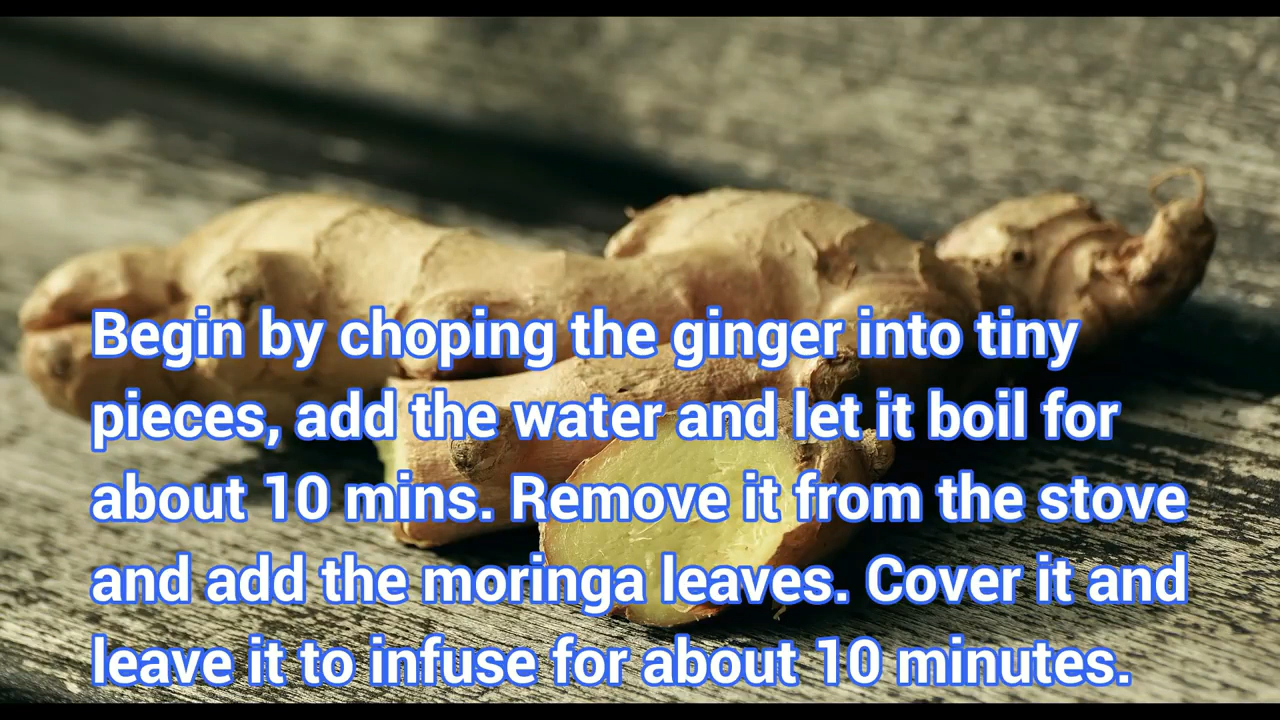 Begin by choping the ginger into tiny
pieces, add the water and let it boil for
about 10 mins. Remove it from the stove
and add the moringa leaves. Cover it and
leave it to infuse for about 10 minutes.